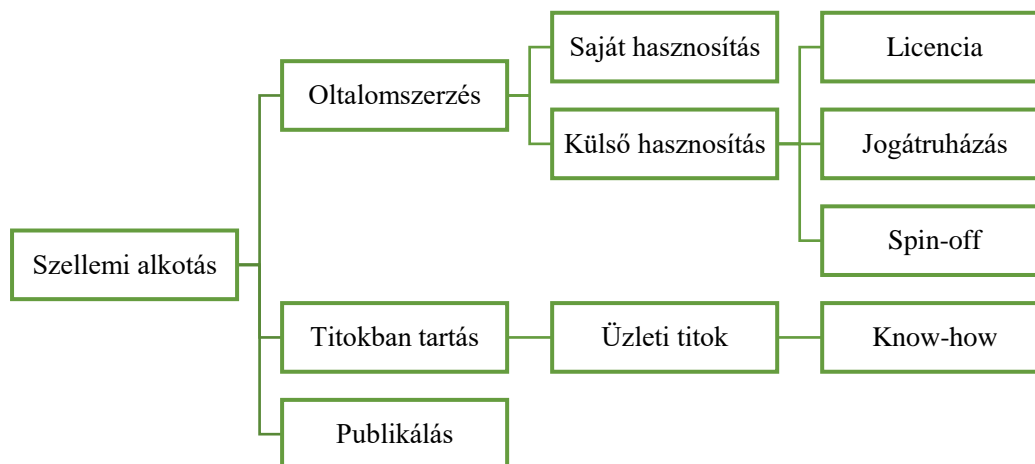 Saját hasznosítás
Licencia
Oltalomszerzés
Külső hasznosítás
Jogátruházás
Spin-off
Szellemi alkotás
Titokban tartás
Üzleti titok
Know-how
Publikálás